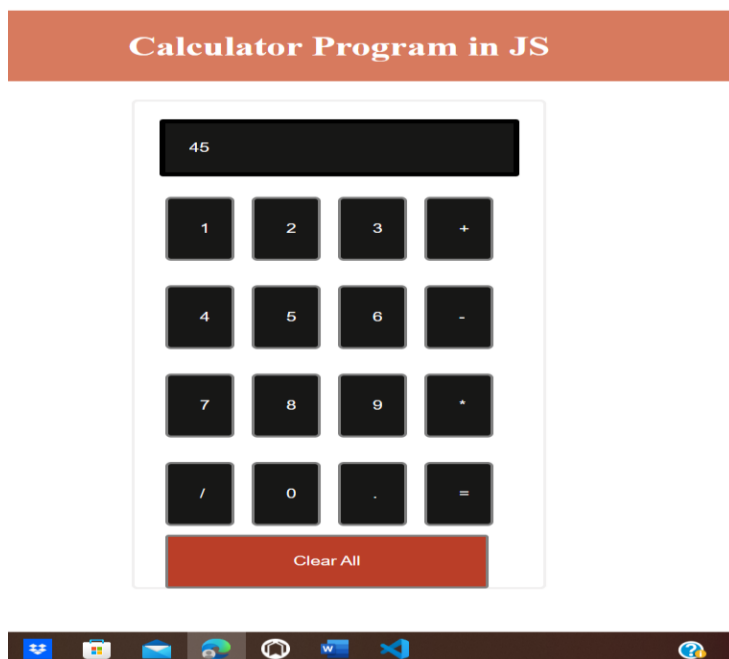 Calculator Program in JS
45
1 2 3 +
4 5 6 -
7 8 9 *
/ 0 . =
Clear All
W
?